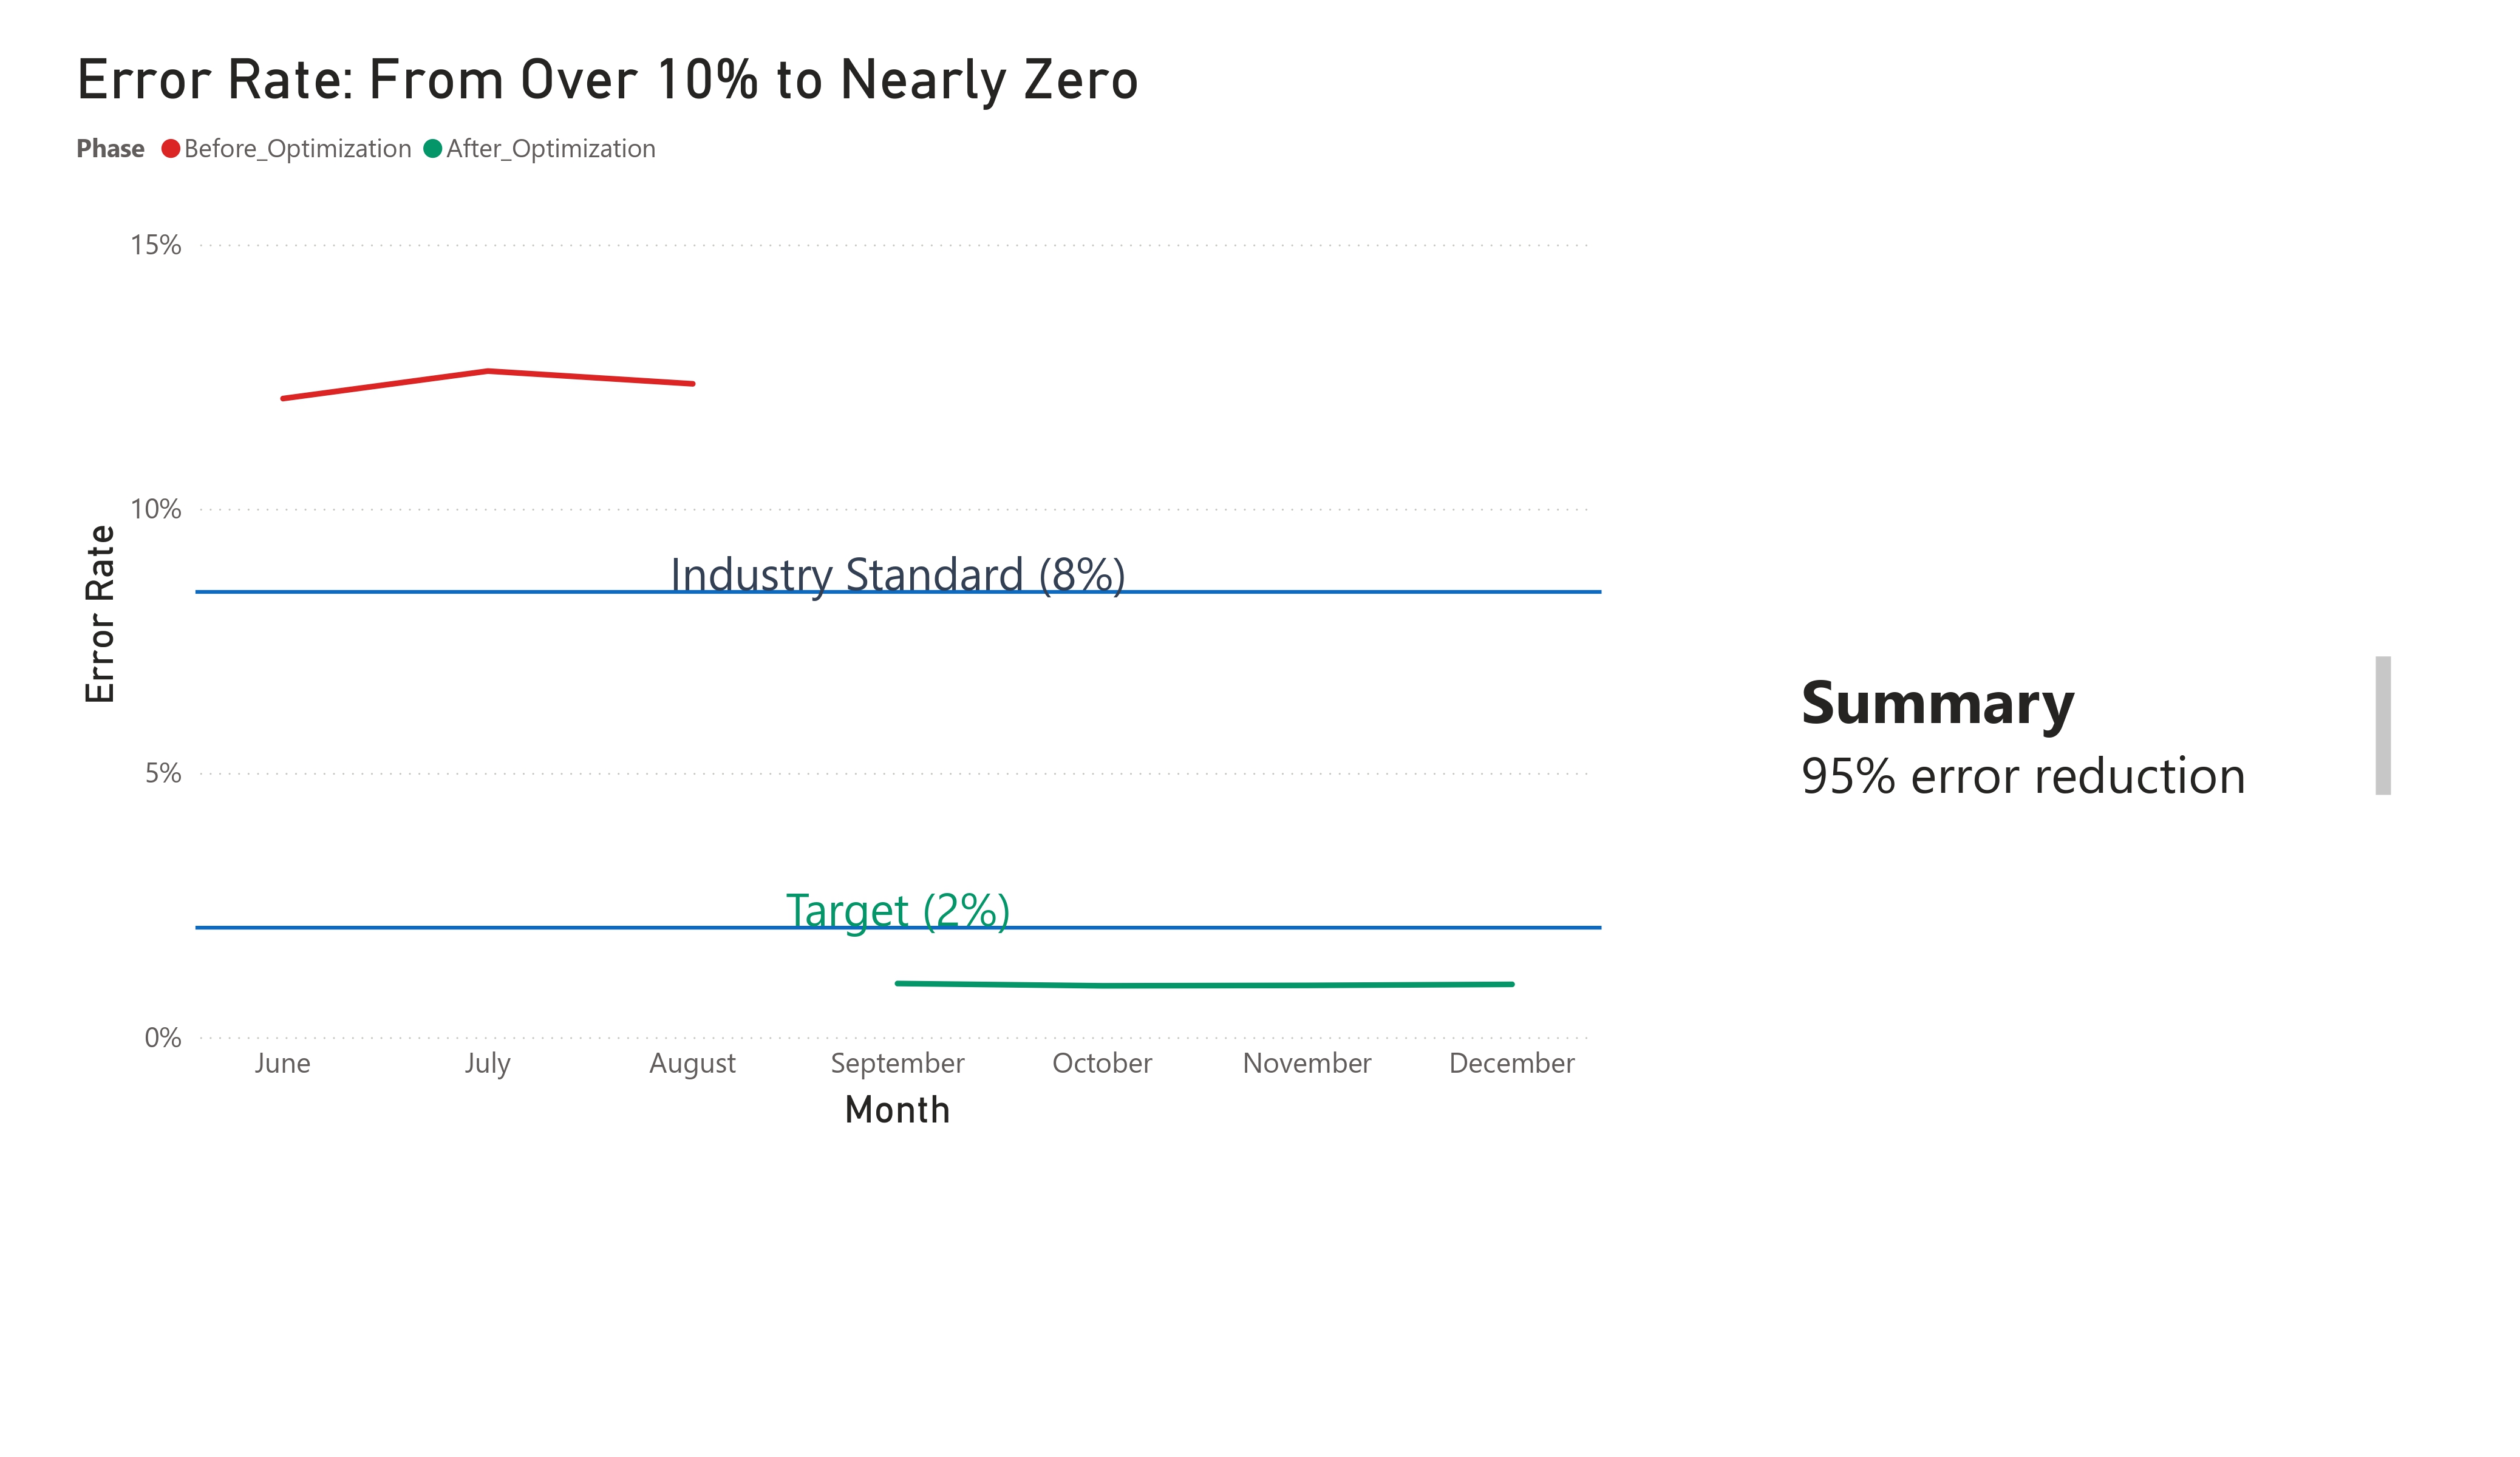 Error Rate: From Over 10% to Nearly Zero
Phase Before_Optimization After_Optimization
15%
10%
5%
0%
Error Rate
Industry Standard (8%)
Target (2%)
June July August September October November December
Month
Summary
95% error reduction